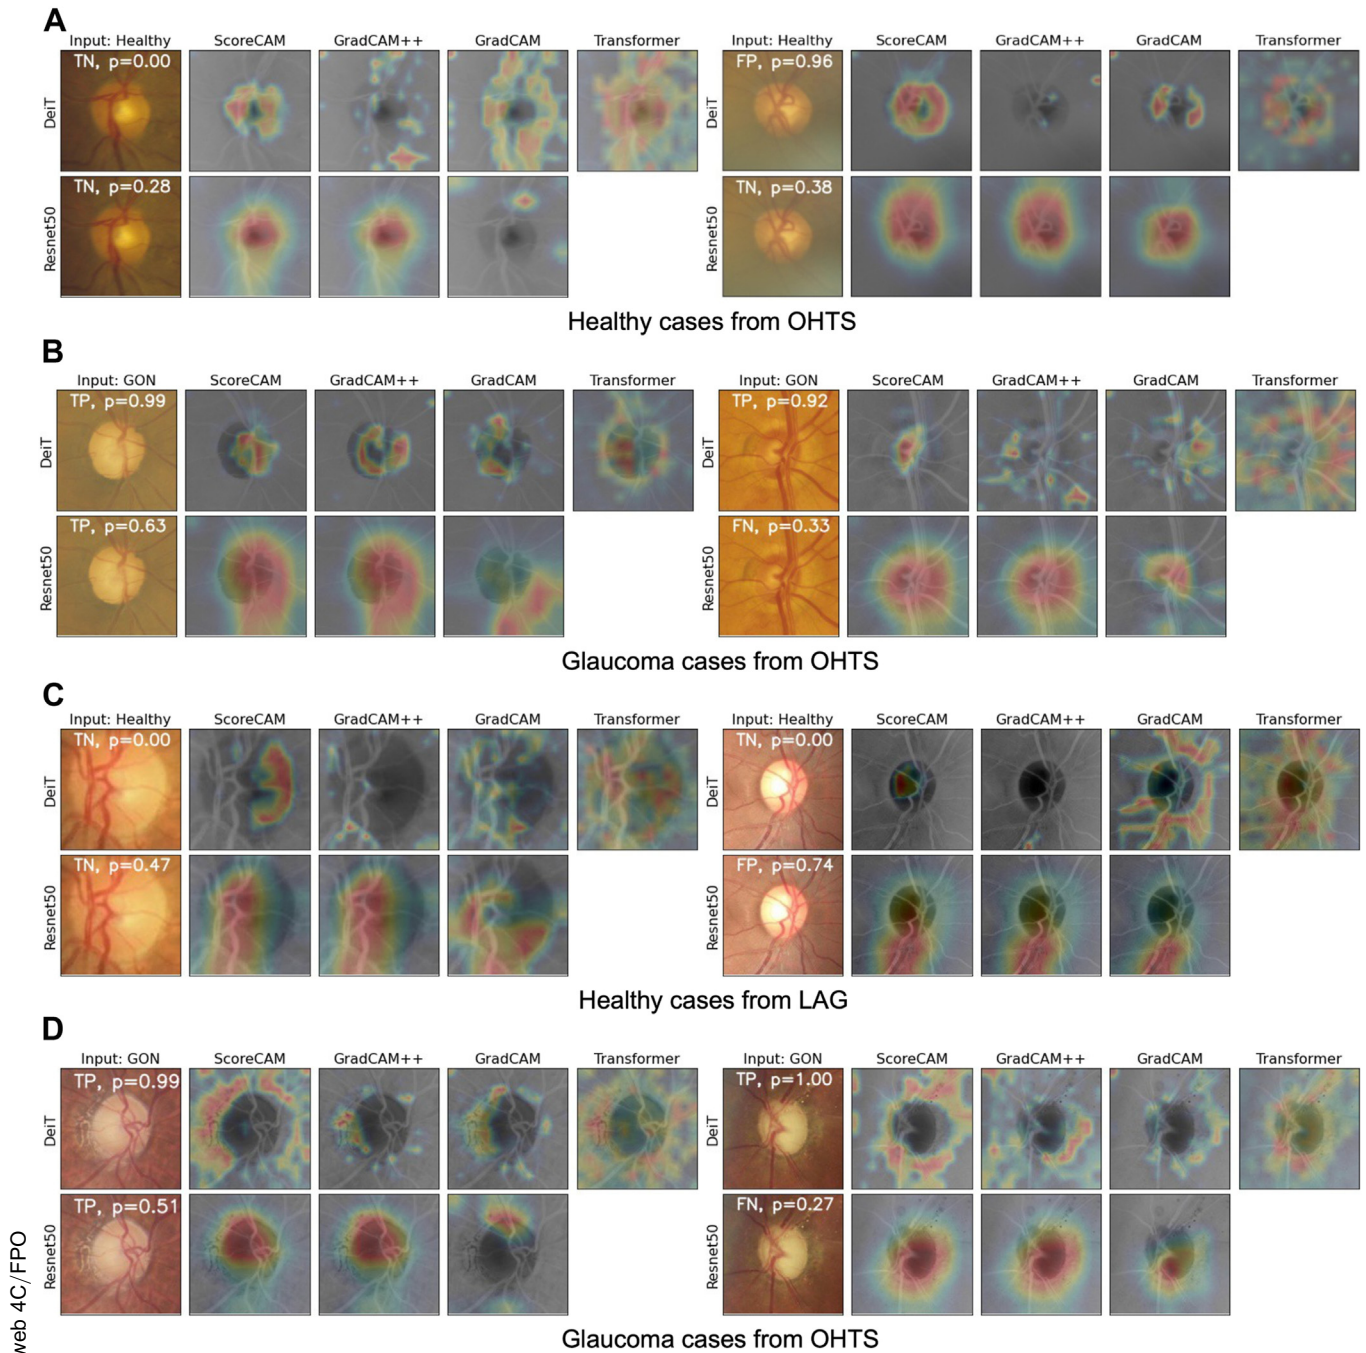 A
Input: Healthy ScoreCAM GradCAM++ GradCAM Transformer Input: Healthy ScoreCAM GradCAM++ GradCAM Transformer
DeiT TN, p=0.00 DeiT FP, p=0.96
Resnet50 TN, p=0.28 Resnet50 TN, p=0.38
Healthy cases from OHTS
B
Input: GON ScoreCAM GradCAM++ GradCAM Transformer Input: GON ScoreCAM GradCAM++ GradCAM Transformer
DeiT TP, p=0.99 DeiT TP, p=0.92
Resnet50 TP, p=0.63 Resnet50 FN, p=0.33
Glaucoma cases from OHTS
C
Input: Healthy ScoreCAM GradCAM++ GradCAM Transformer Input: Healthy ScoreCAM GradCAM++ GradCAM Transformer
DeiT TN, p=0.00 DeiT TN, p=0.00
Resnet50 TN, p=0.47 Resnet50 FP, p=0.74
Healthy cases from LAG
D
Input: GON ScoreCAM GradCAM++ GradCAM Transformer Input: GON ScoreCAM GradCAM++ GradCAM Transformer
DeiT TP, p=0.99 DeiT TP, p=1.00
Resnet50 TP, p=0.51 Resnet50 FN, p=0.27
Glaucoma cases from OHTS
web 4C/FPO